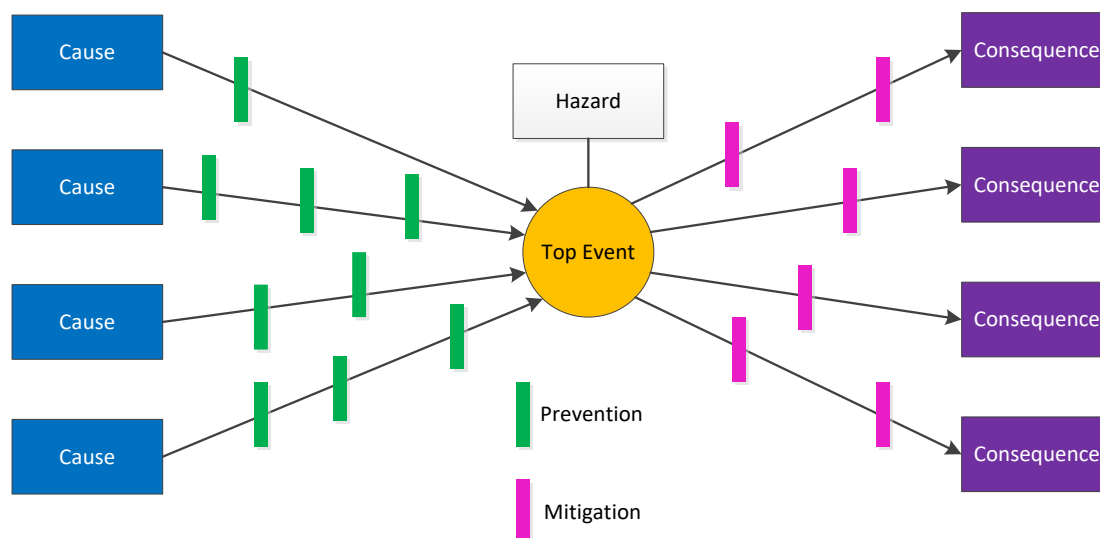 Cause
Consequence
Hazard
Cause
Consequence
Top Event
Cause
Consequence
Prevention
Cause
Consequence
Mitigation